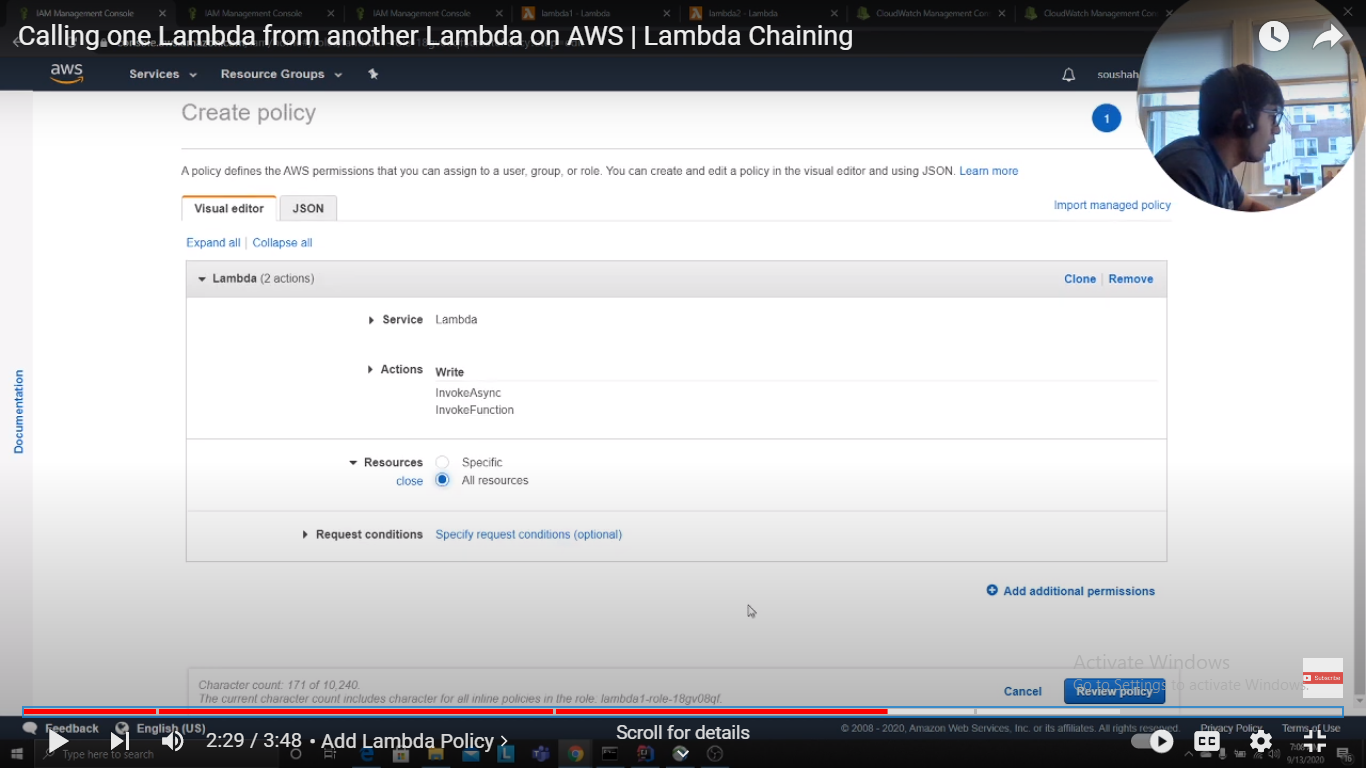 IAM Management Console
IAM Management Console
IAM Management Console
lambda1 - Lambda
lambda2 - Lambda
CloudWatch Management Con
CloudWatch Management Con
Calling one Lambda from another Lambda on AWS | Lambda Chaining
aws
Services
Resource Groups
soushah
Create policy
1
A policy defines the AWS permissions that you can assign to a user, group, or role. You can create and edit a policy in the visual editor and using JSON. Learn more
Visual editor
JSON
Import managed policy
Expand all
Collapse all
Lambda (2 actions)
Clone
Remove
Service
Lambda
Actions
Write
InvokeAsync
InvokeFunction
Documentation
Resources
close
Specific
All resources
Request conditions
Specify request conditions (optional)
Add additional permissions
Character count: 171 of 10,240.
The current character count includes character for all inline policies in the role. lambda1-role-18gv08qf.
Cancel
Review policy
Activate Windows
Go to Settings to activate Windows.
Subscribe
Feedback
English (US)
© 2008 - 2020, Amazon Web Services, Inc. or its affiliates. All rights reserved.
Privacy Policy
Terms of Use
2:29 / 3:48 • Add Lambda Policy
Scroll for details
CC
Type here to search
9/13/2020